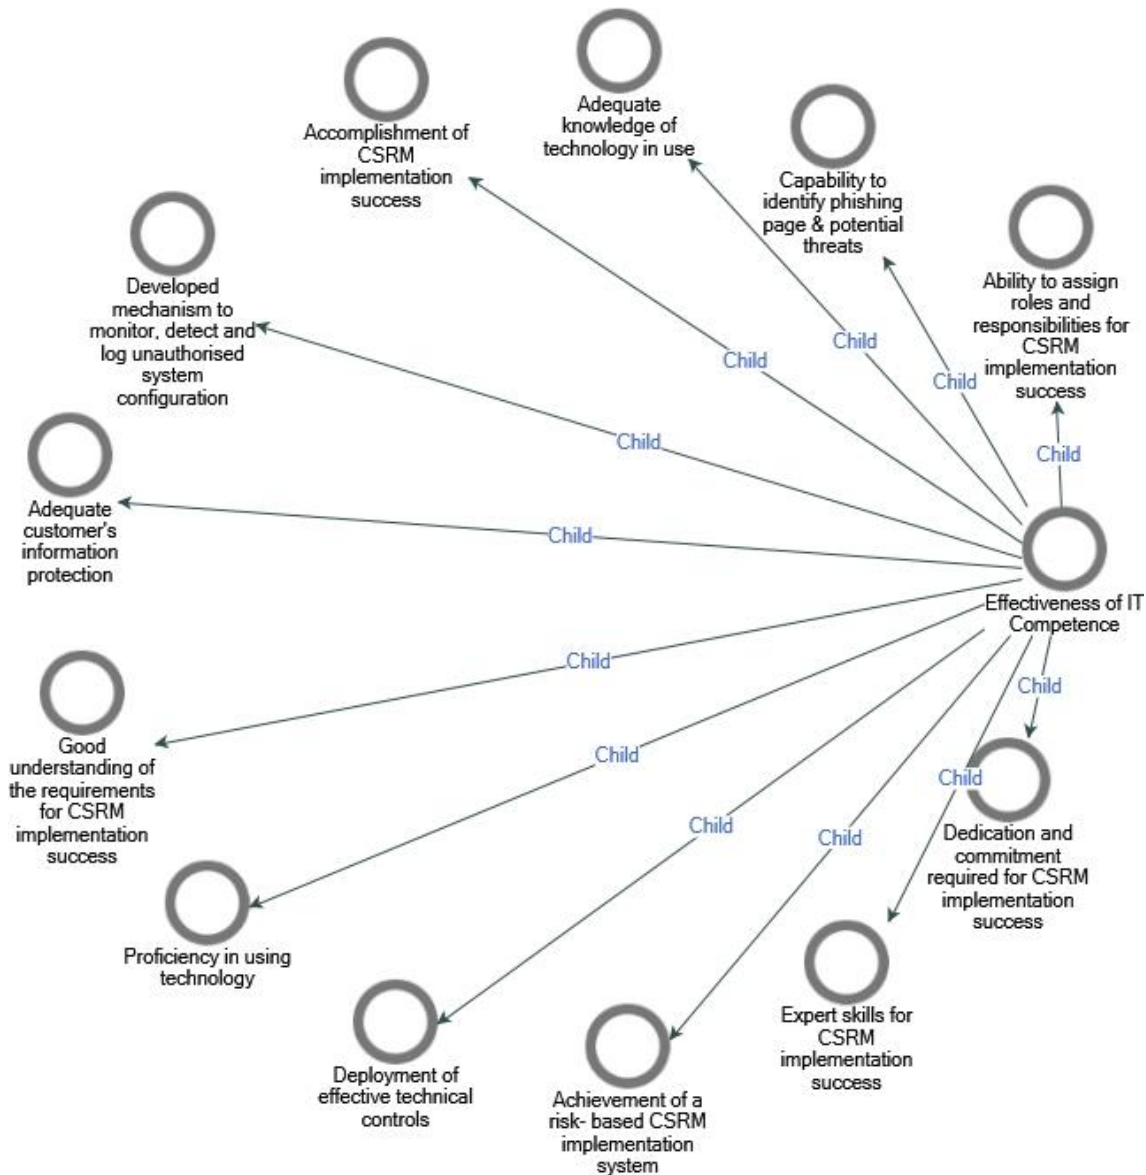 Adequate
knowledge of
technology in use
Accomplishment of
CSRM
implementation
success
Capability to
identify phishing
page & potential
threats
Ability to assign
roles and
responsibilities for
CSRM
implementation
success
Developed
mechanism to
monitor, detect and
log unauthorised
system
configuration
Child
Child
Child
Child
Child
Adequate
customer's
information
protection
Child
Effectiveness of IT
Competence
Child
Child
Child
Child
Child
Child
Good
understanding of
the requirements
for CSRM
implementation
success
Dedication and
commitment
required for CSRM
implementation
success
Proficiency in using
technology
Expert skills for
CSRM
implementation
success
Deployment of
effective technical
controls
Achievement of a
risk- based CSRM
implementation
system